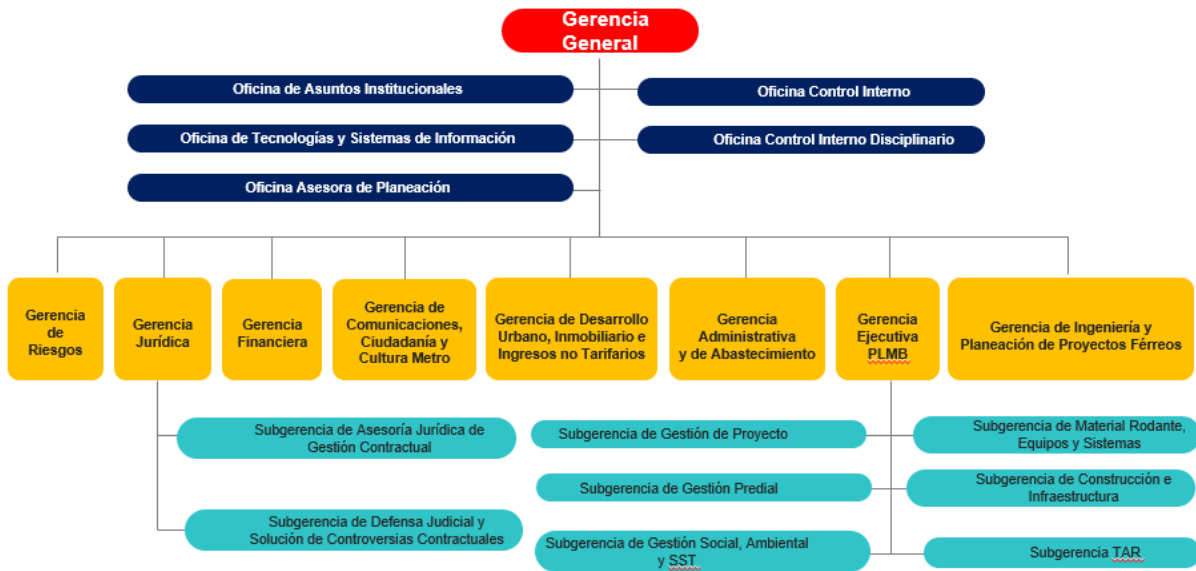 Gerencia
General
Oficina de Asuntos Institucionales
Oficina Control Interno
Oficina de Tecnologías y Sistemas de Información
Oficina Control Interno Disciplinario
Oficina Asesora de Planeación
Gerencia
de
Riesgos
Gerencia
Jurídica
Gerencia
Financiera
Gerencia de
Comunicaciones,
Ciudadanía y
Cultura Metro
Gerencia de Desarrollo
Urbano, Inmobiliario e
Ingresos no Tarifarios
Gerencia
Administrativa
y de Abastecimiento
Gerencia
Ejecutiva
PLMB
Gerencia de Ingeniería y
Planeación de Proyectos Férreos
Subgerencia de Asesoría Jurídica de
Gestión Contractual
Subgerencia de Defensa Judicial y
Solución de Controversias Contractuales
Subgerencia de Gestión de Proyecto
Subgerencia de Gestión Predial
Subgerencia de Gestión Social, Ambiental
y SST
Subgerencia de Material Rodante,
Equipos y Sistemas
Subgerencia de Construcción e
Infraestructura
Subgerencia TAR